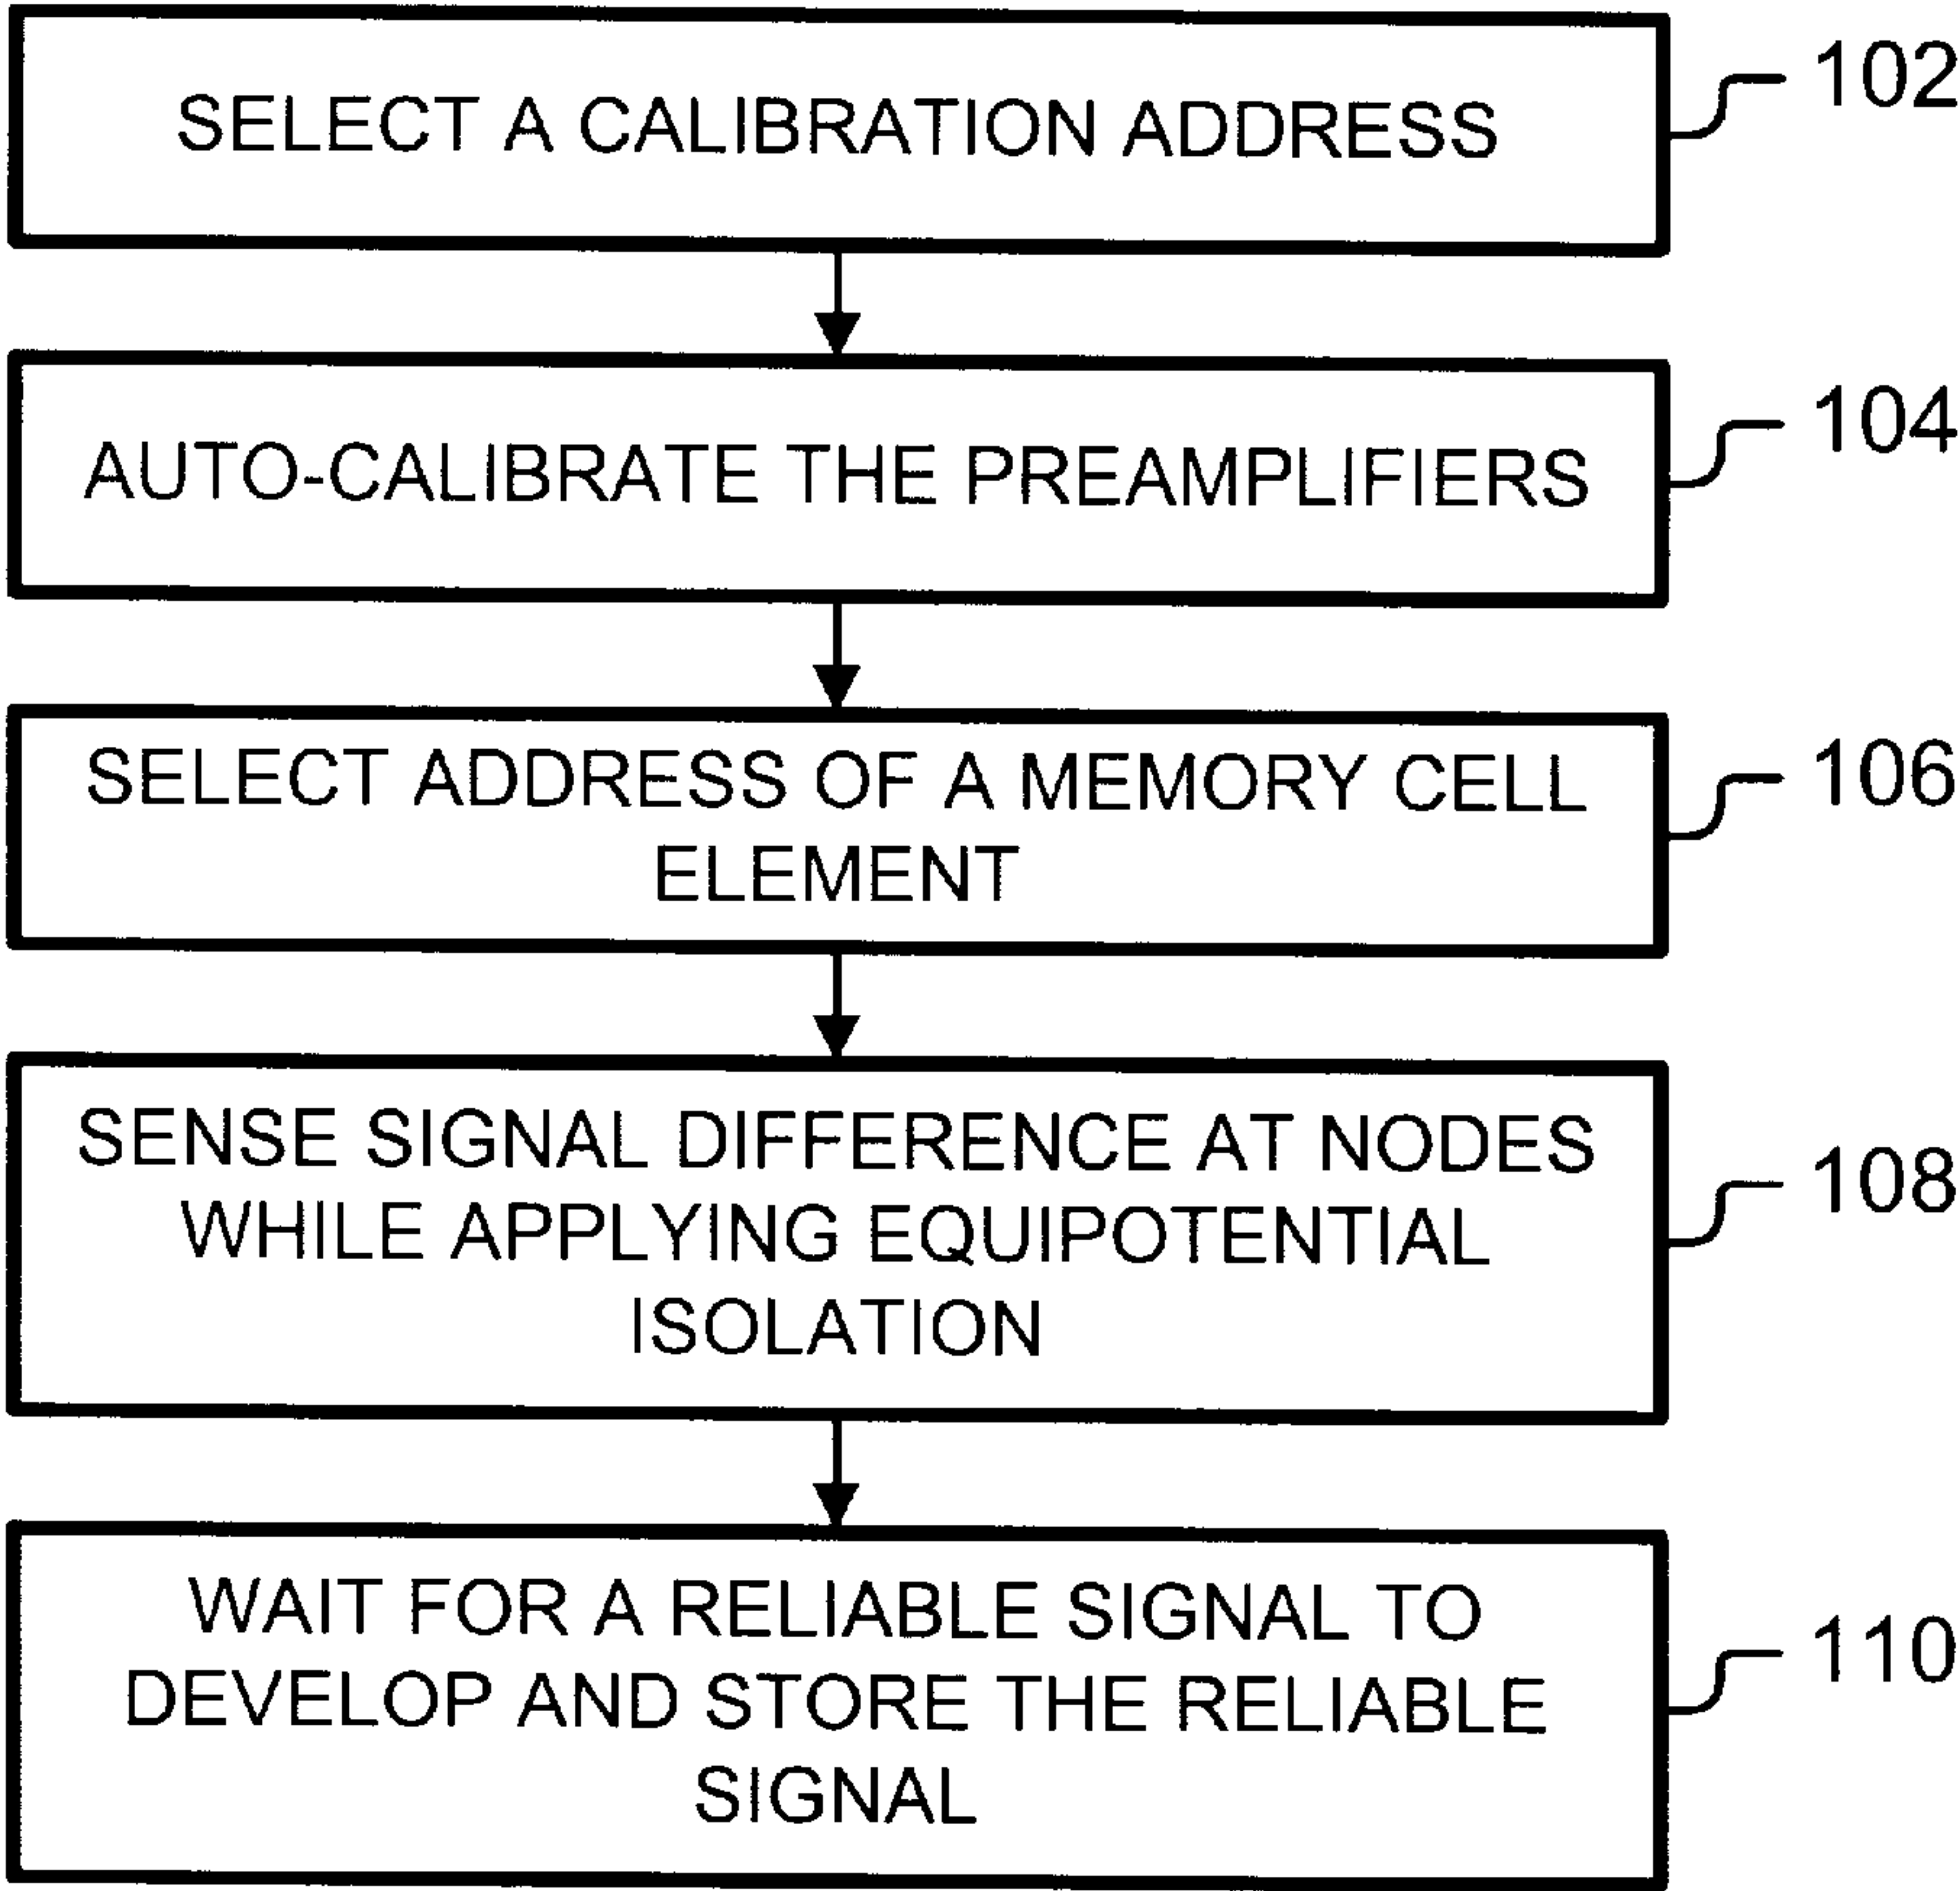 SELECT A CALIBRATION ADDRESS
102
AUTO-CALIBRATE THE PREAMPLIFIERS
104
SELECT ADDRESS OF A MEMORY CELL
ELEMENT
106
SENSE SIGNAL DIFFERENCE AT NODES
WHILE APPLYING EQUIPOTENTIAL
ISOLATION
108
WAIT FOR A RELIABLE SIGNAL TO
DEVELOP AND STORE THE RELIABLE
SIGNAL
110